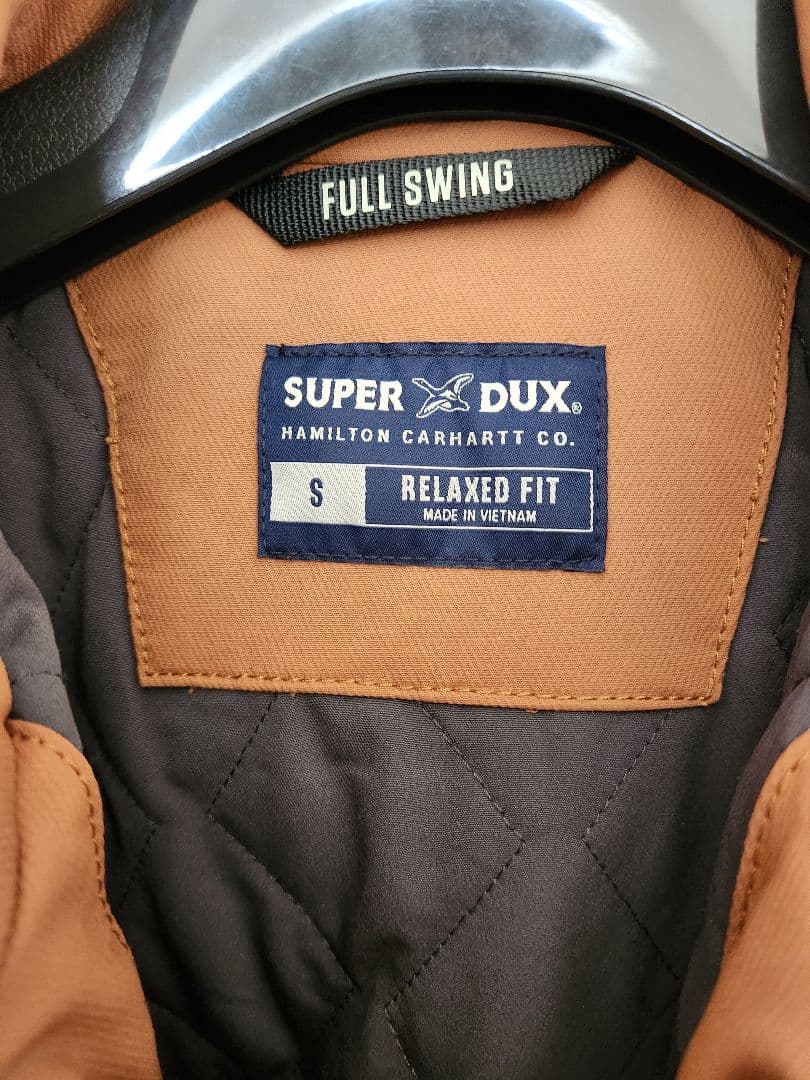 FULL SWING
SUPER DUX®
HAMILTON CARHARTT CO.
S RELAXED FIT
MADE IN VIETNAM